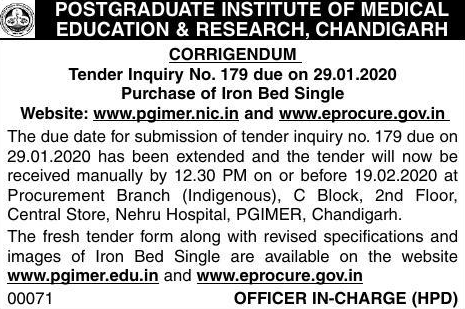 POSTGRADUATE INSTITUTE OF MEDICAL
EDUCATION & RESEARCH, CHANDIGARH
CORRIGENDUM
Tender Inquiry No. 179 due on 29.01.2020
Purchase of Iron Bed Single
Website: www.pgimer.nic.in and www.eprocure.gov.in
The due date for submission of tender inquiry no. 179 due on
29.01.2020 has been extended and the tender will now be
received manually by 12.30 PM on or before 19.02.2020 at
Procurement Branch (Indigenous), C Block, 2nd Floor,
Central Store, Nehru Hospital, PGIMER, Chandigarh.
The fresh tender form along with revised specifications and
images of Iron Bed Single are available on the website
www.pgimer.edu.in and www.eprocure.gov.in
00071 OFFICER IN-CHARGE (HPD)